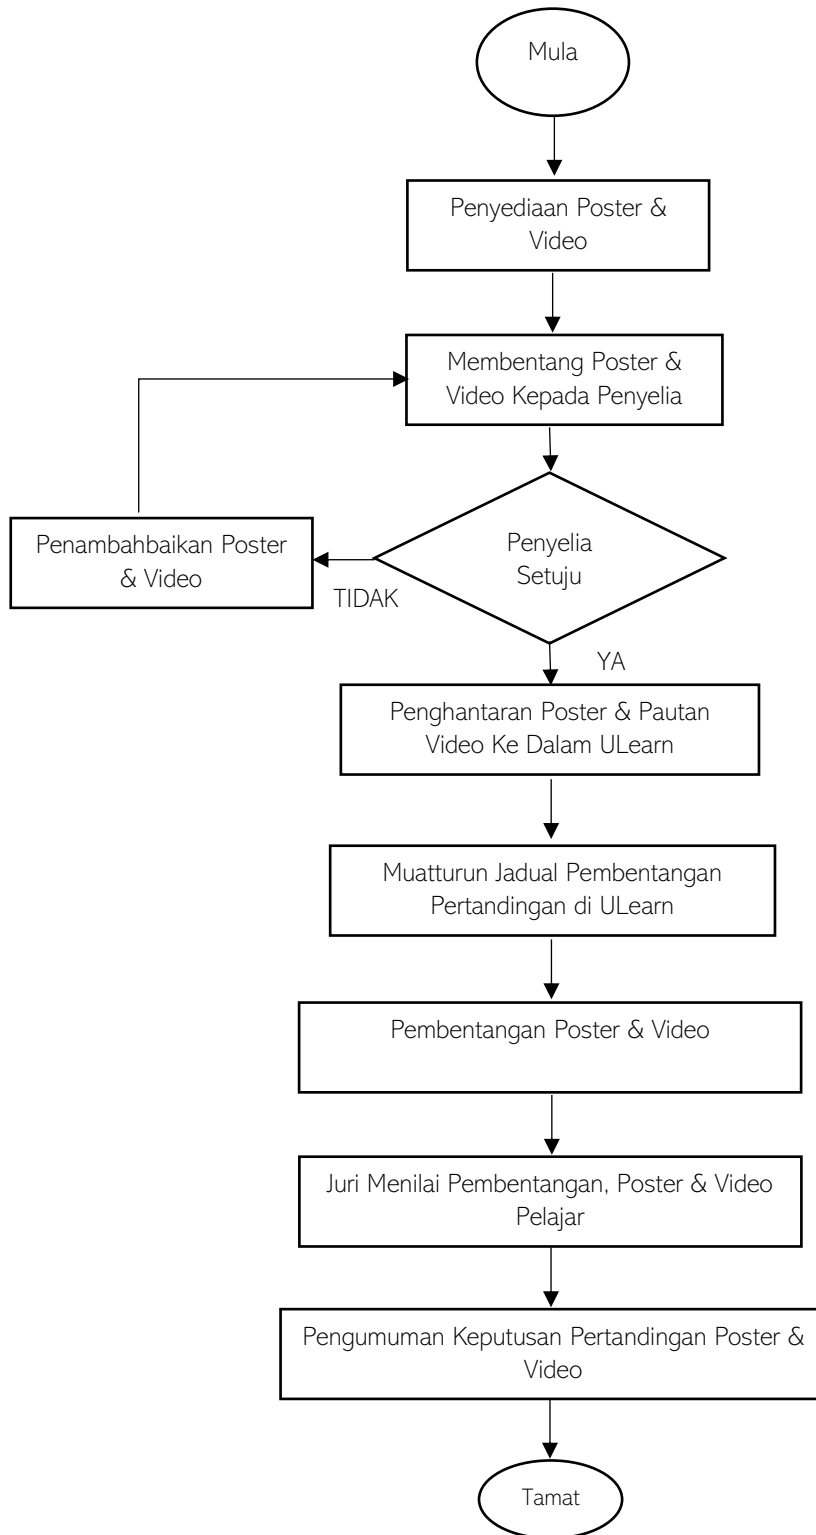 Mula
Penyediaan Poster &
Video
Membentang Poster &
Video Kepada Penyelia
Penyelia
Setuju
Penambahbaikan Poster
& Video
TIDAK
YA
Penghantaran Poster & Pautan
Video Ke Dalam ULearn
Muatturun Jadual Pembentangan
Pertandingan di ULearn
Pembentangan Poster & Video
Juri Menilai Pembentangan, Poster & Video
Pelajar
Pengumuman Keputusan Pertandingan Poster &
Video
Tamat